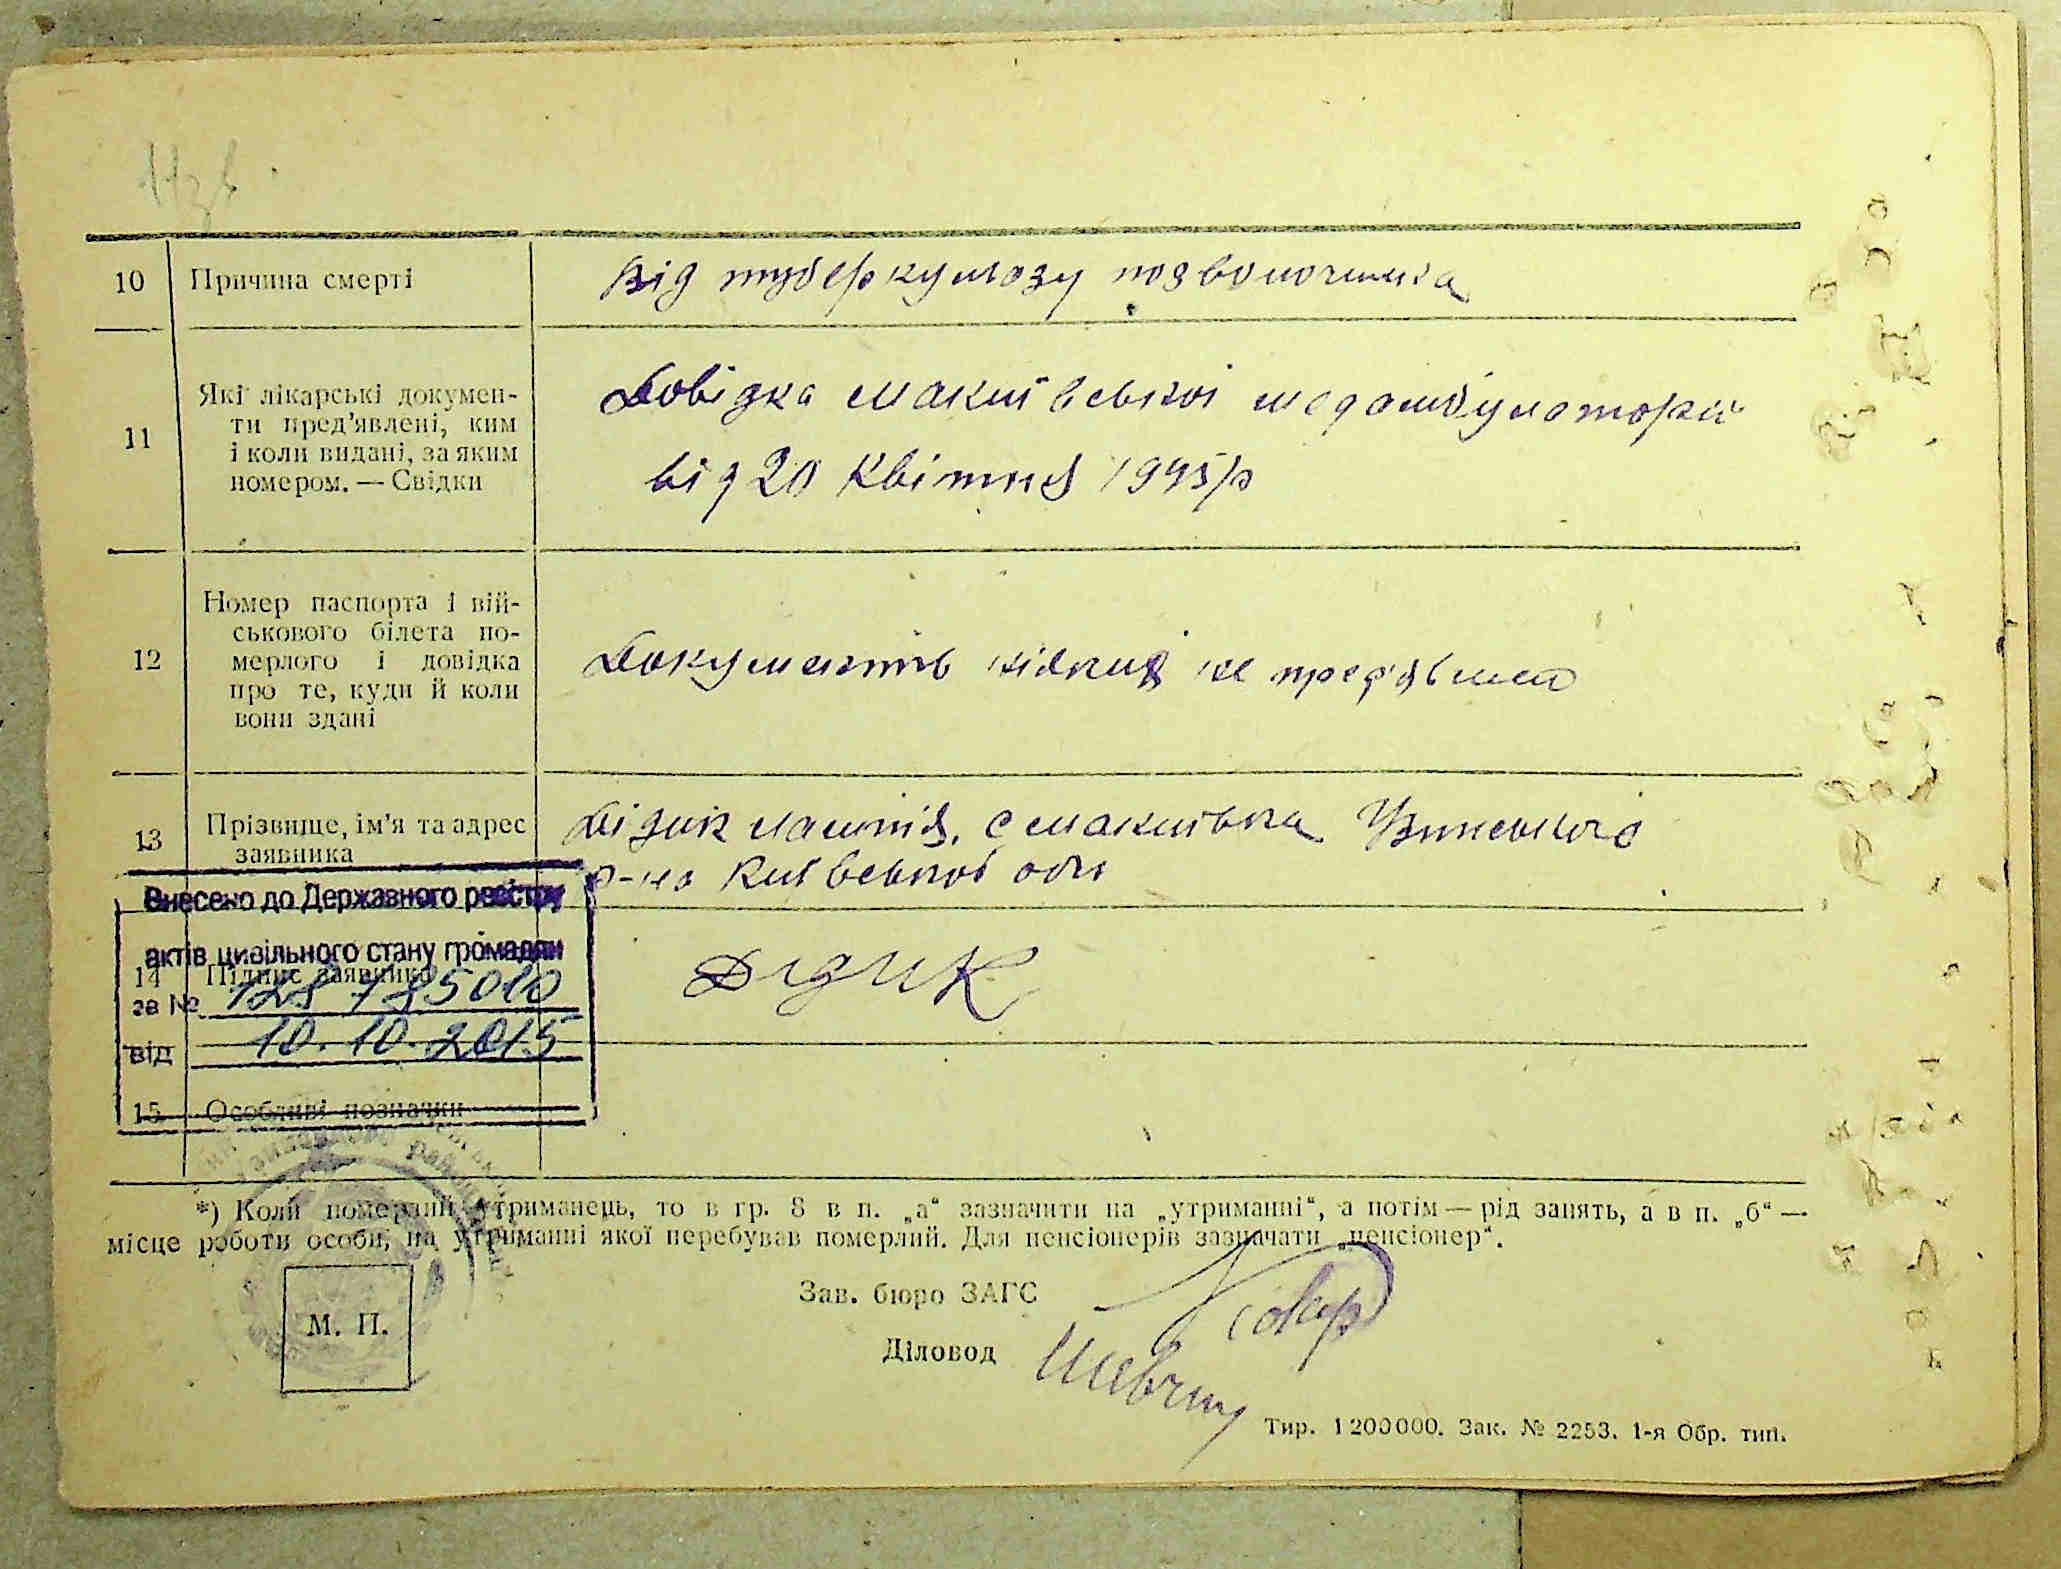 10 Причина смерті Від туберкульозу позвоночника
11 Які лікарські докумен-
ти пред'явлені, ким
і коли видані, за яким
номером. — Свідки
Довідка макиївської медамбулаторії
від 20 квітня 1945 р
12 Номер паспорта і вій-
ськового білета по-
мерлого і довідка
про те, куди й коли
вони здані
Документів ніяких не
13 Прізвище, ім'я та адрес
заявника
Дідик с макиївка
р-на Київської обл
Внесено до Державного реєстру
актів цивільного стану громадян
14 Підпис заявника Дідик
за №
від 10.10.2015
15 Особливі позначки
*) Коли померлий утриманець, то в гр. 8 в п. „а“ зазначити на „утриманні“, а потім — рід занять, а в п. „б“ —
місце роботи особи, на утриманні якої перебував померлий. Для пенсіонерів зазначати „пенсіонер“.
Зав. бюро ЗАГС
М. П.
Діловод
Тир. 1200000. Зак. № 2253. 1-я Обр. тип.